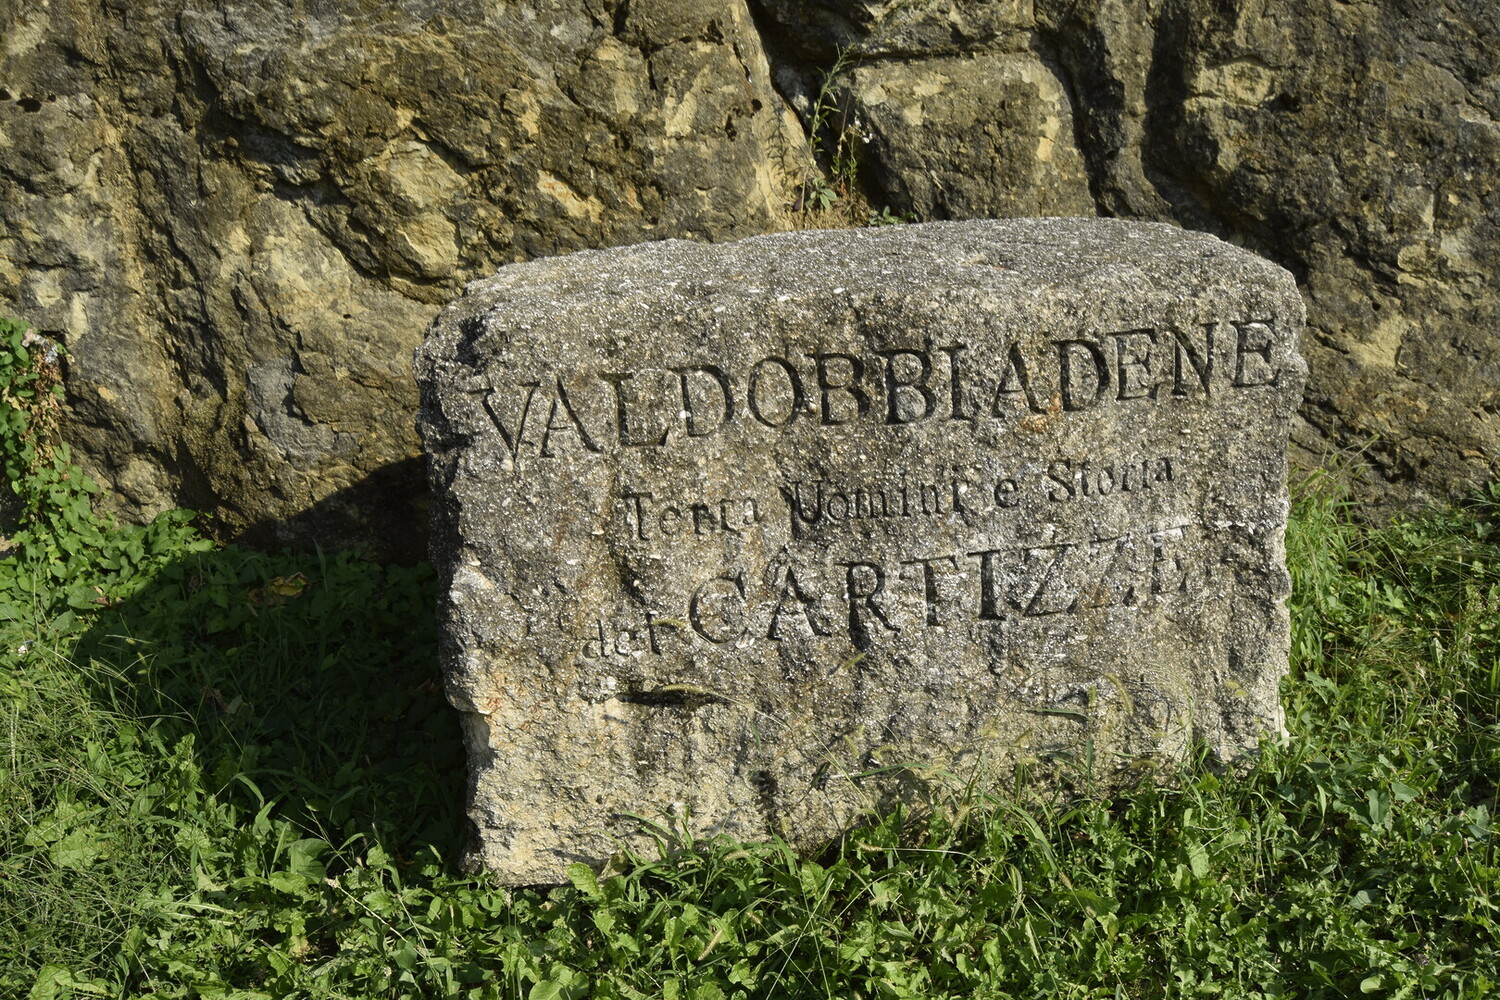 VALDOBBIADENE
Terra Uomini e Storia
del CARTIZZE